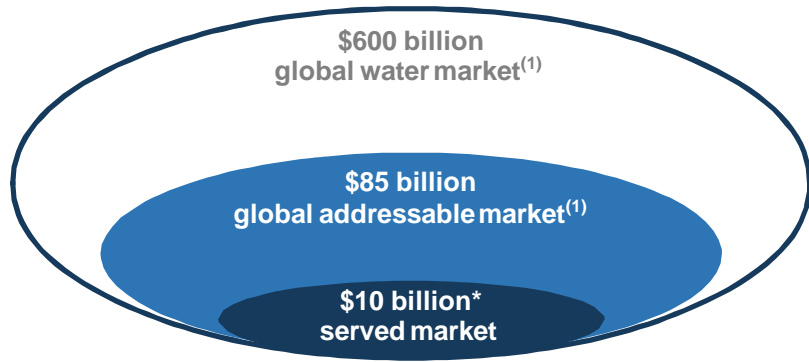 $600 billion
global water market(1)
$85 billion
global addressable market(1)
$10 billion*
served market